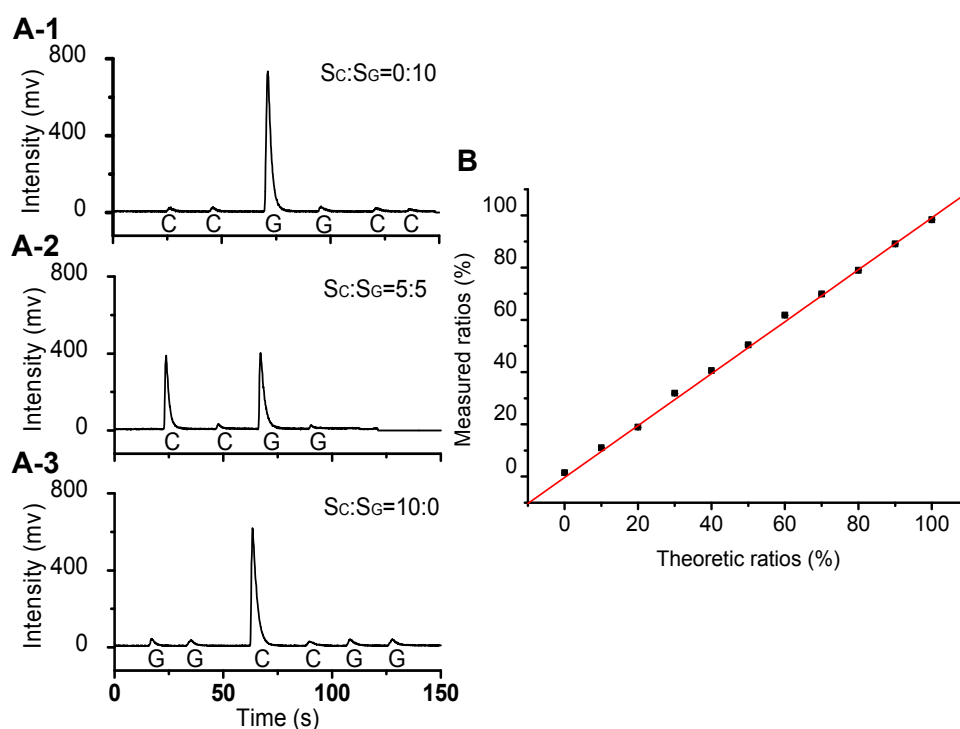 A-1
800
400
0
Intensity (mv)
SC:SG=0:10
C C G G C C
A-2
800
400
0
Intensity (mv)
SC:SG=5:5
C C G G
A-3
800
400
0
Intensity (mv)
SC:SG=10:0
G G C C G G
0 50 100 150
Time (s)
B
100
80
60
40
20
0
Measured ratios (%)
0 20 40 60 80 100
Theoretic ratios (%)